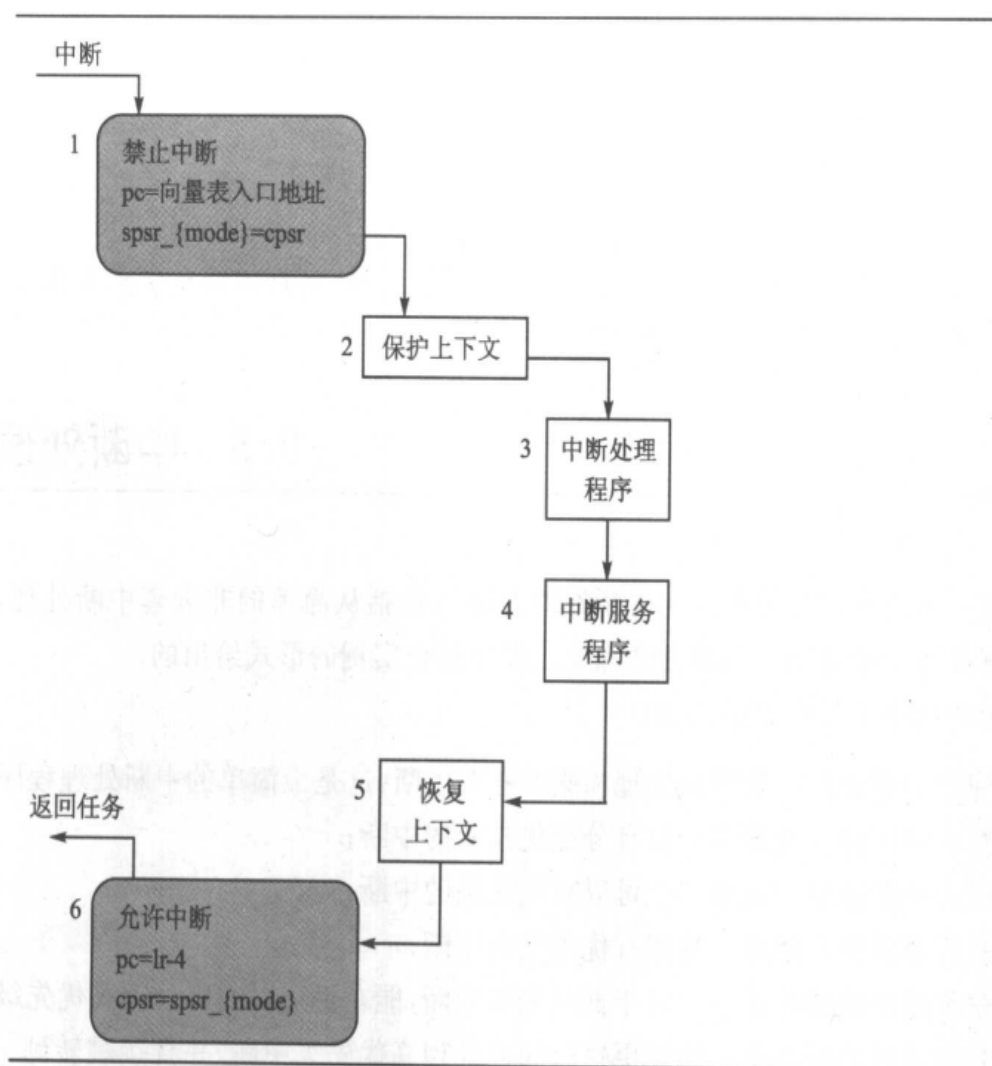 中断
1
禁止中断
pc=向量表入口地址
spsr_{mode}=cpsr
2
保护上下文
3
中断处理
程序
4
中断服务
程序
5
恢复
上下文
返回任务
6
允许中断
pc=lr-4
cpsr=spsr_{mode}